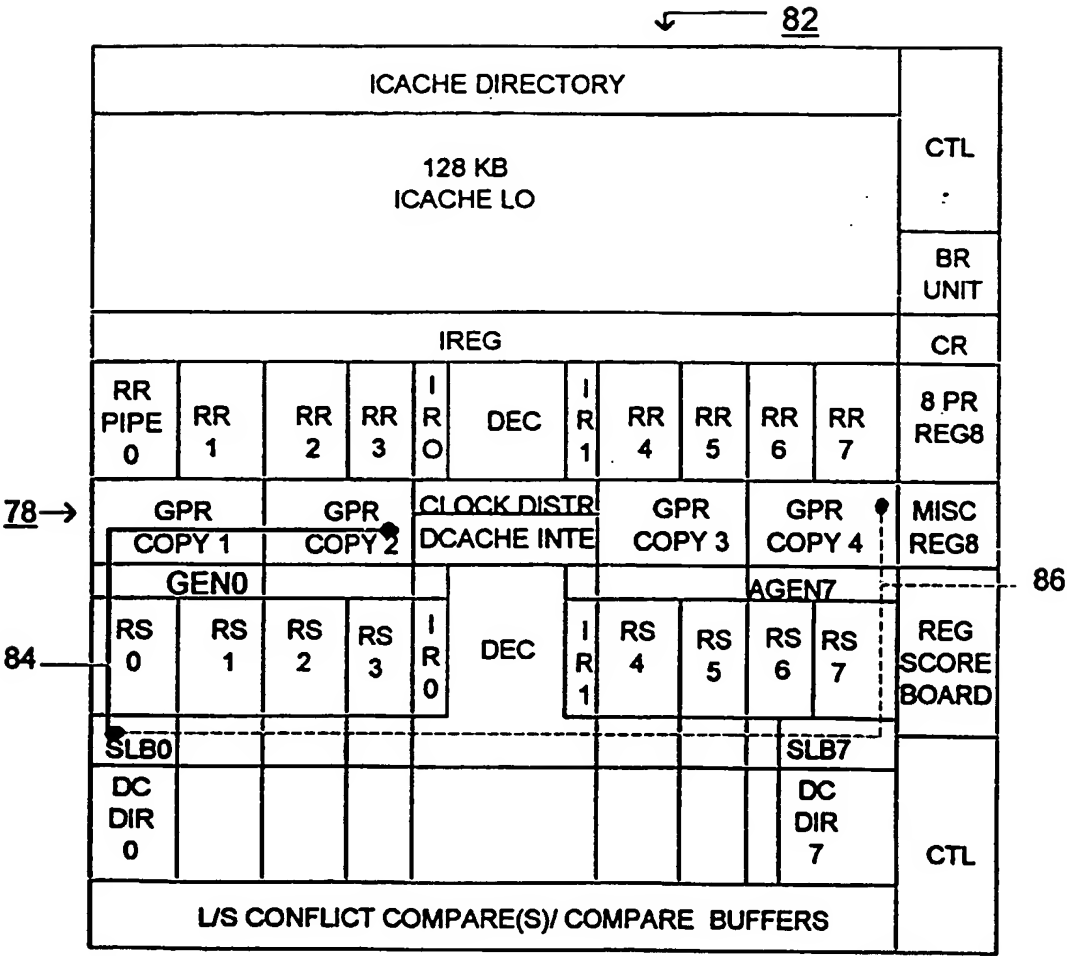 82
ICACHE DIRECTORY
128 KB
ICACHE LO
CTL
BR
UNIT
IREG
CR
RR
PIPE
0
RR
1
RR
2
RR
3
I
R
O
DEC
I
R
1
RR
4
RR
5
RR
6
RR
7
8 PR
REG8
78
GPR
COPY 1
GPR
COPY 2
CLOCK DISTR
DCACHE INTE
GPR
COPY 3
GPR
COPY 4
MISC
REG8
GEN0
AGEN7
86
84
RS
0
RS
1
RS
2
RS
3
I
R
0
DEC
I
R
1
RS
4
RS
5
RS
6
RS
7
REG
SCORE
BOARD
SLB0
SLB7
DC
DIR
0
DC
DIR
7
CTL
L/S CONFLICT COMPARE(S)/ COMPARE BUFFERS